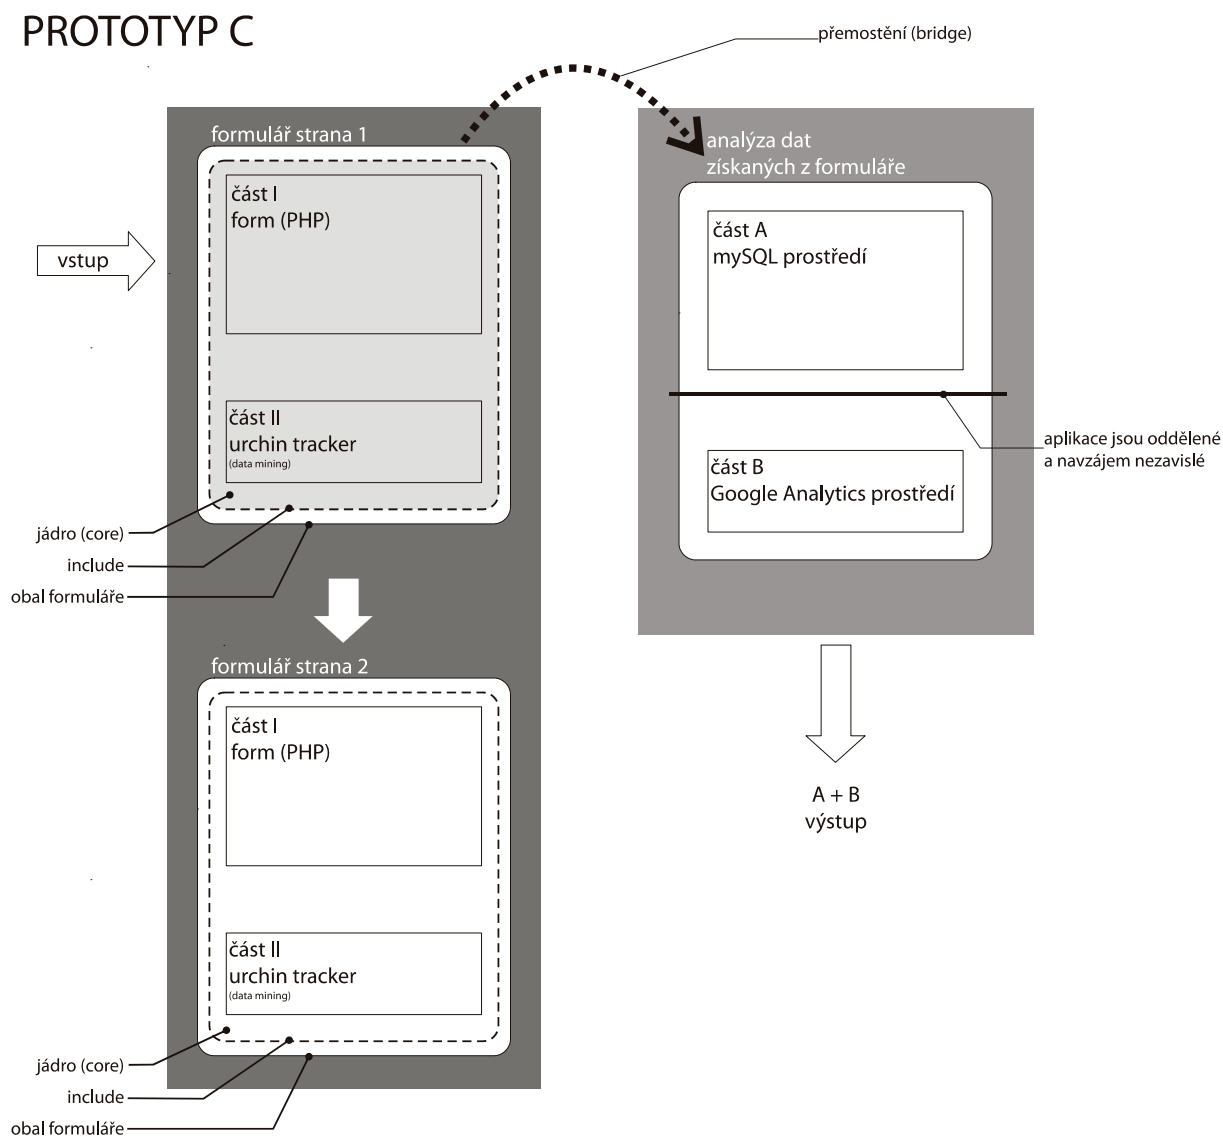 PROTOTYP C
přemostění (bridge)
formulář strana 1
část I
form (PHP)
vstup
část II
urchin tracker
(data mining)
jádro (core)
include
obal formuláře
formulář strana 2
část I
form (PHP)
část II
urchin tracker
(data mining)
jádro (core)
include
obal formuláře
analýza dat
získaných z formuláře
část A
mySQL prostředí
aplikace jsou oddělené
a navzájem nezavislé
část B
Google Analytics prostředí
A + B
výstup